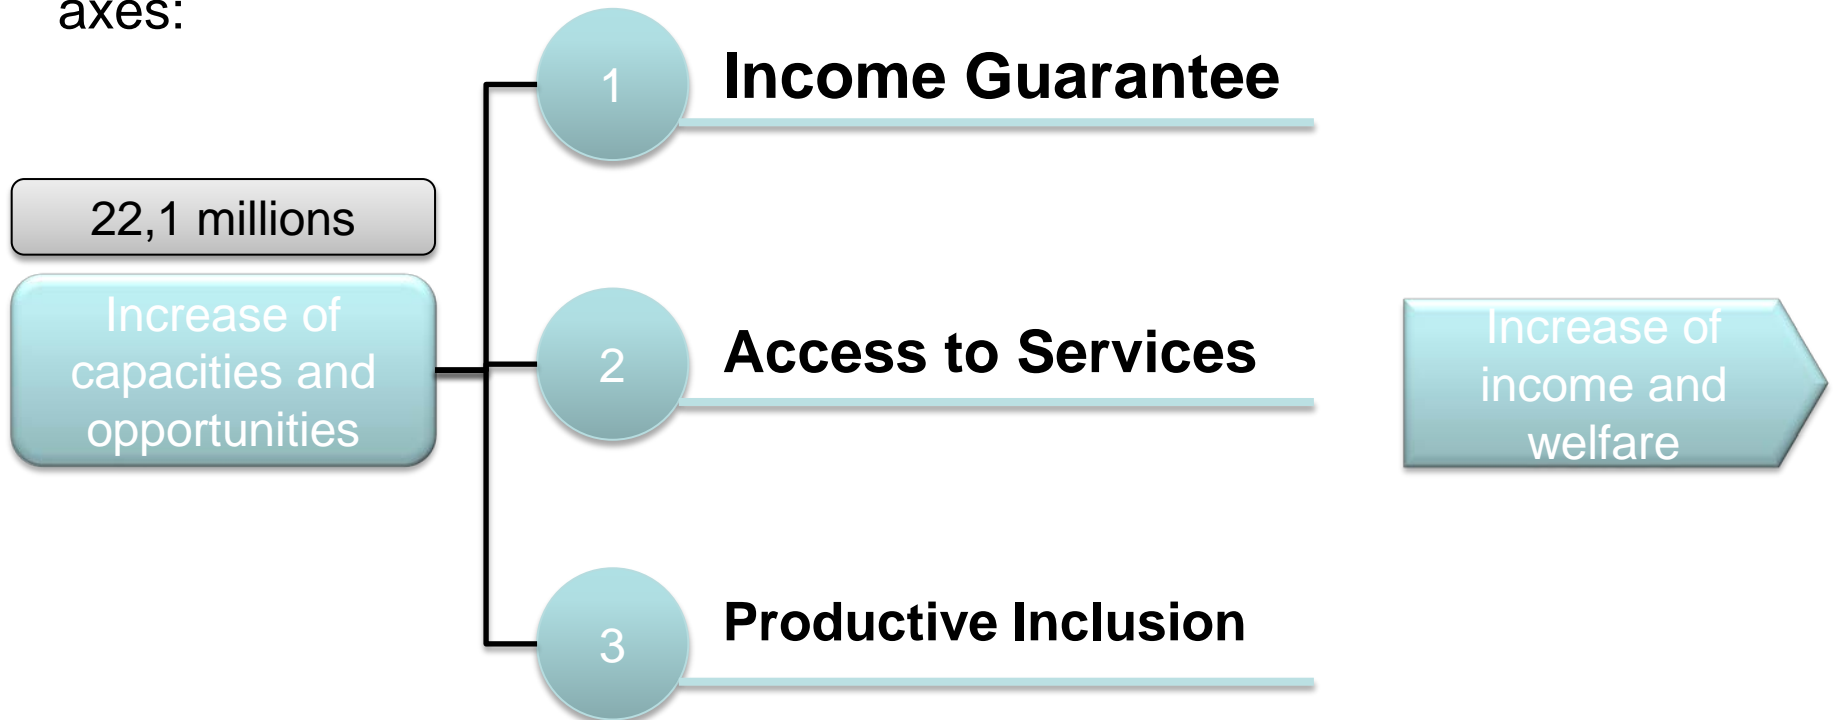 axes:
1
Income Guarantee
22,1 millions
Increase of
capacities and
opportunities
2
Access to Services
Increase of
income and
welfare
3
Productive Inclusion